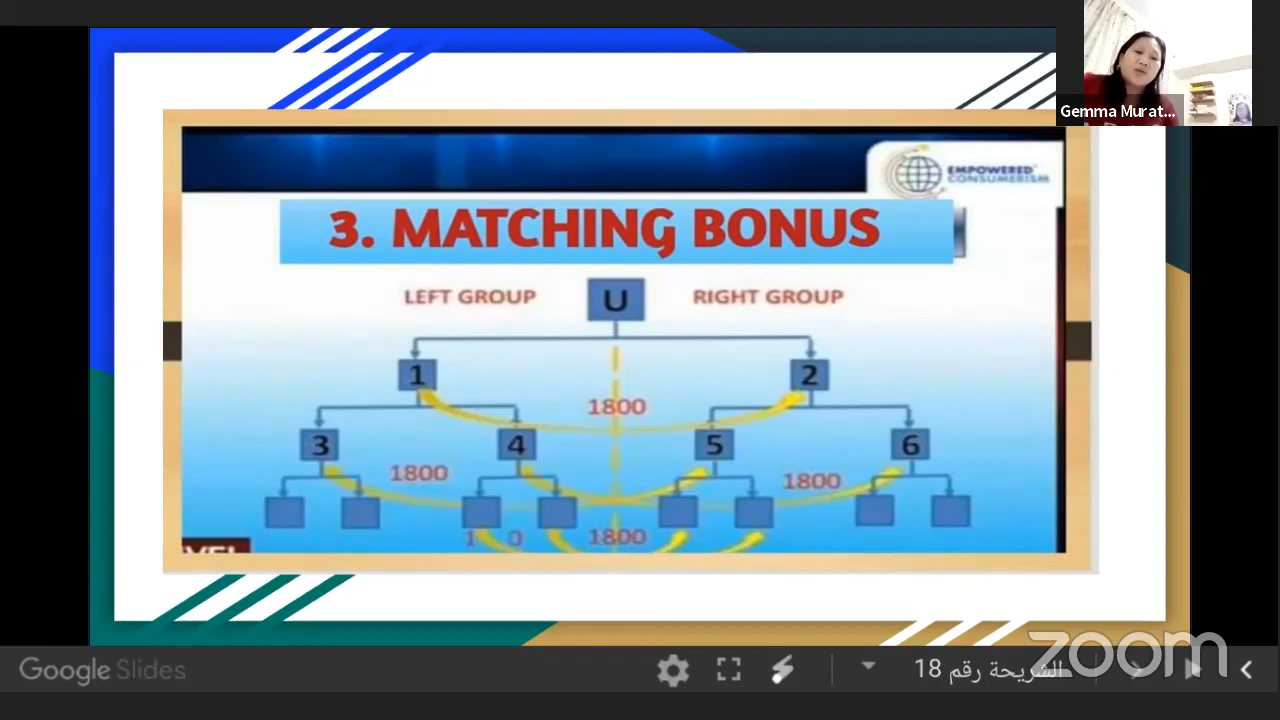 Gemma Murat...
EMPOWERED
CONSUMERISM
3. MATCHING BONUS
LEFT GROUP
U
RIGHT GROUP
1
2
1800
3
4
5
6
1800
1800
1800
Google Slides
الشريحة رقم 18
zoom